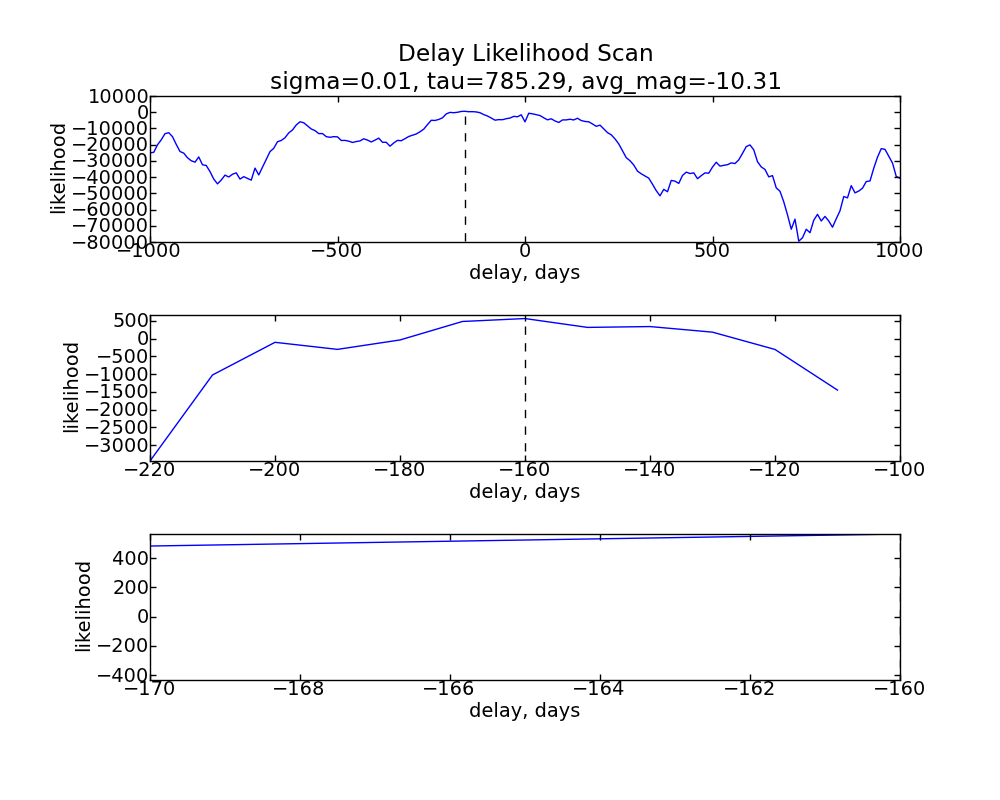 Delay Likelihood Scan
sigma=0.01, tau=785.29, avg_mag=-10.31
10000
0
−10000
−20000
−30000
−40000
−50000
−60000
−70000
−80000
likelihood
−1000 −500 0 500 1000
delay, days
500
0
−500
−1000
−1500
−2000
−2500
−3000
likelihood
−220 −200 −180 −160 −140 −120 −100
delay, days
400
200
0
−200
−400
likelihood
−170 −168 −166 −164 −162 −160
delay, days